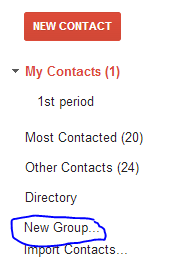 NEW CONTACT
My Contacts (1)
1st period
Most Contacted (20)
Other Contacts (24)
Directory
New Group...
Import Contacts...